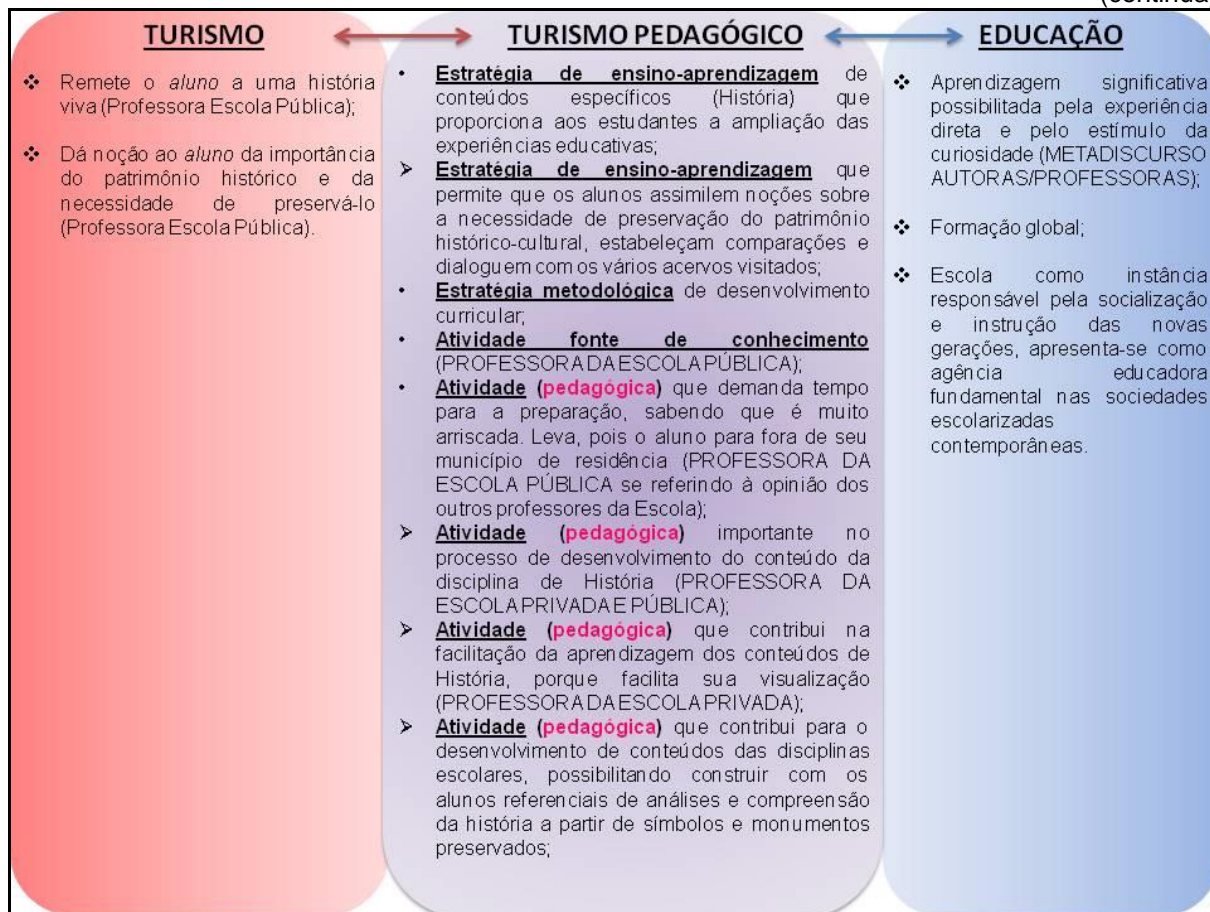 (continua
TURISMO
❖ Remete o aluno a uma história
viva (Professora Escola Pública);
❖ Dá noção ao aluno da importância
do patrimônio histórico e da
necessidade de preservá-lo
(Professora Escola Pública).
TURISMO PEDAGÓGICO
• Estratégia de ensino-aprendizagem de
conteúdos específicos (História) que
proporciona aos estudantes a ampliação das
experiências educativas;
➢ Estratégia de ensino-aprendizagem que
permite que os alunos assimilem noções sobre
a necessidade de preservação do patrimônio
histórico-cultural, estabeleçam comparações e
dialoguem com os vários acervos visitados;
• Estratégia metodológica de desenvolvimento
curricular;
• Atividade fonte de conhecimento
(PROFESSORA DA ESCOLA PÚBLICA);
• Atividade (pedagógica) que demanda tempo
para a preparação, sabendo que é muito
arriscada. Leva, pois o aluno para fora de seu
município de residência (PROFESSORA DA
ESCOLA PÚBLICA se referindo à opinião dos
outros professores da Escola);
➢ Atividade (pedagógica) importante no
processo de desenvolvimento do conteúdo da
disciplina de História (PROFESSORA DA
ESCOLA PRIVADA E PÚBLICA);
➢ Atividade (pedagógica) que contribui na
facilitação da aprendizagem dos conteúdos de
História, porque facilita sua visualização
(PROFESSORA DA ESCOLA PRIVADA);
➢ Atividade (pedagógica) que contribui para o
desenvolvimento de conteúdos das disciplinas
escolares, possibilitando construir com os
alunos referenciais de análises e compreensão
da história a partir de símbolos e monumentos
preservados;
EDUCAÇÃO
❖ Aprendizagem significativa
possibilitada pela experiência
direta e pelo estímulo da
curiosidade (METADISCURSO
AUTORAS/PROFESSORAS);
❖ Formação global;
❖ Escola como instância
responsável pela socialização
e instrução das novas
gerações, apresenta-se como
agência educadora
fundamental nas sociedades
escolarizadas
contemporâneas.